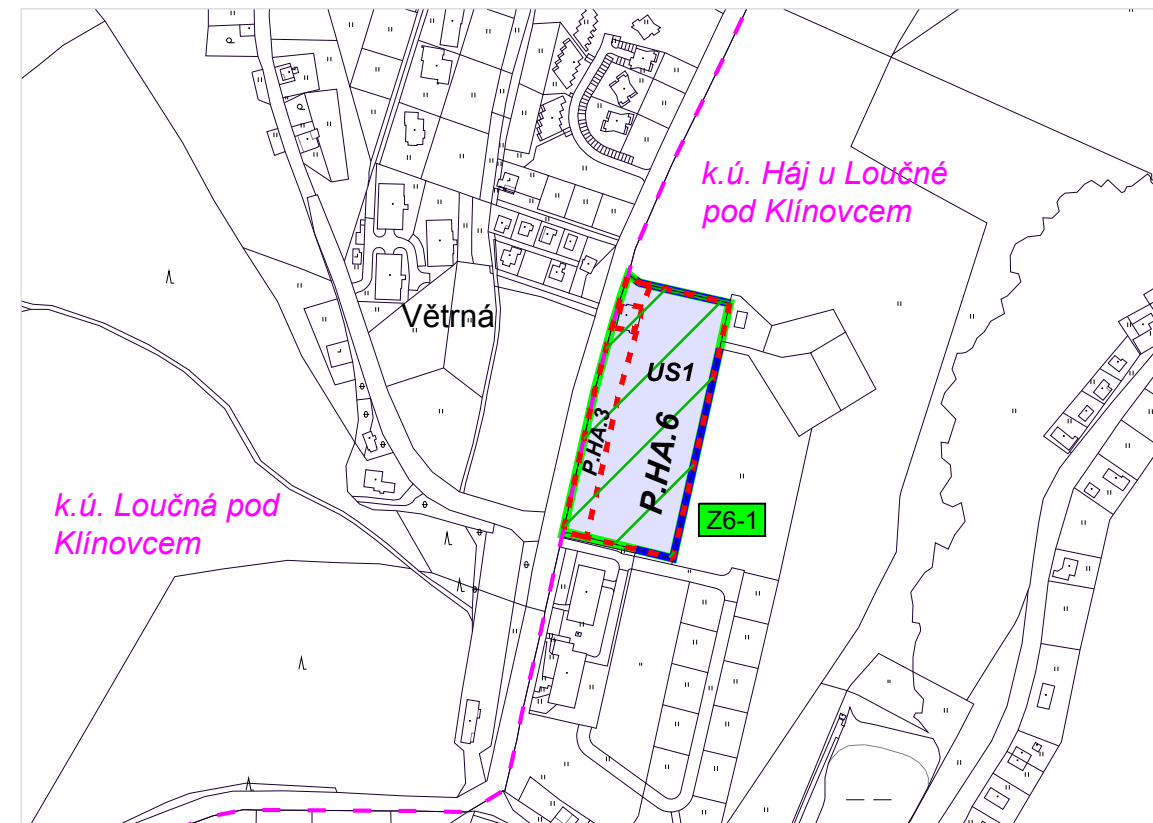 k.ú. Háj u Loučné
pod Klínovcem
Větrná
US1
P.HA.3
P.HA.6
k.ú. Loučná pod
Klínovcem
Z6-1